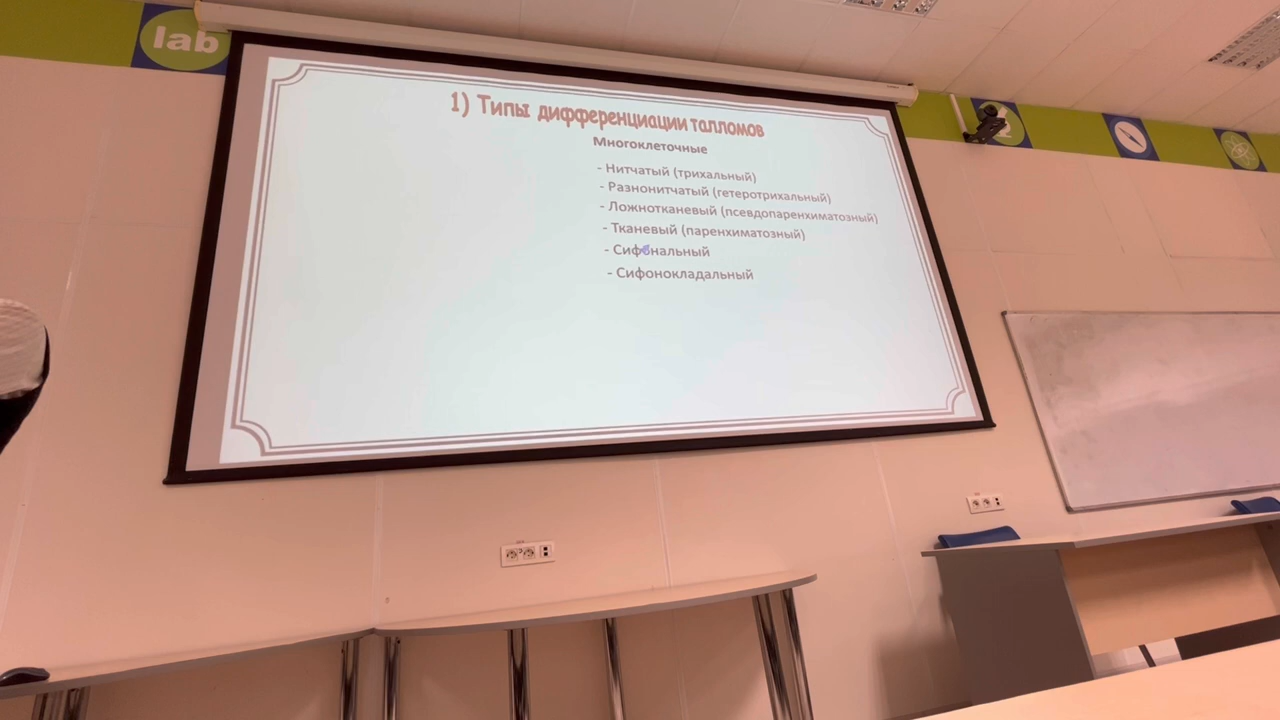 lab
1) Типы дифференциации талломов
Многоклеточные
- Нитчатый (трихальный)
- Разнонитчатый (гетеротрихальный)
- Ложнотканевый (псевдопаренхиматозный)
- Тканевый (паренхиматозный)
- Сифональный
- Сифонокладальный